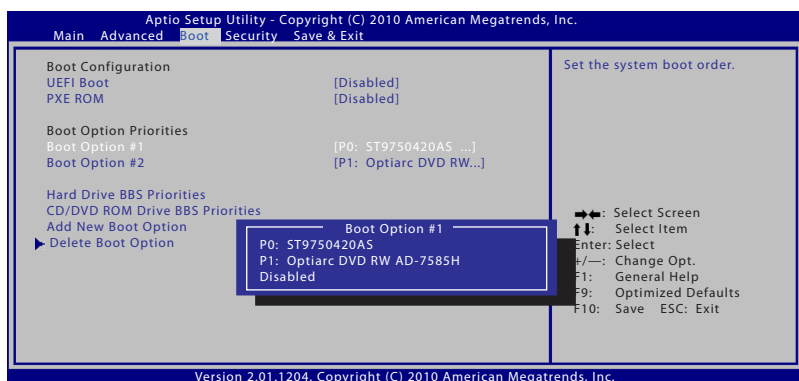 Aptio Setup Utility - Copyright (C) 2010 American Megatrends, Inc.
Main Advanced Boot Security Save & Exit
Boot Configuration
UEFI Boot [Disabled]
PXE ROM [Disabled]
Boot Option Priorities
Boot Option #1 [P0: ST9750420AS ...]
Boot Option #2 [P1: Optiarc DVD RW...]
Hard Drive BBS Priorities
CD/DVD ROM Drive BBS Priorities
Add New Boot Option
Delete Boot Option
Boot Option #1
P0: ST9750420AS
P1: Optiarc DVD RW AD-7585H
Disabled
Set the system boot order.
→←: Select Screen
↑↓: Select Item
Enter: Select
+/—: Change Opt.
F1: General Help
F9: Optimized Defaults
F10: Save ESC: Exit
Version 2.01.1204. Copyright (C) 2010 American Megatrends, Inc.